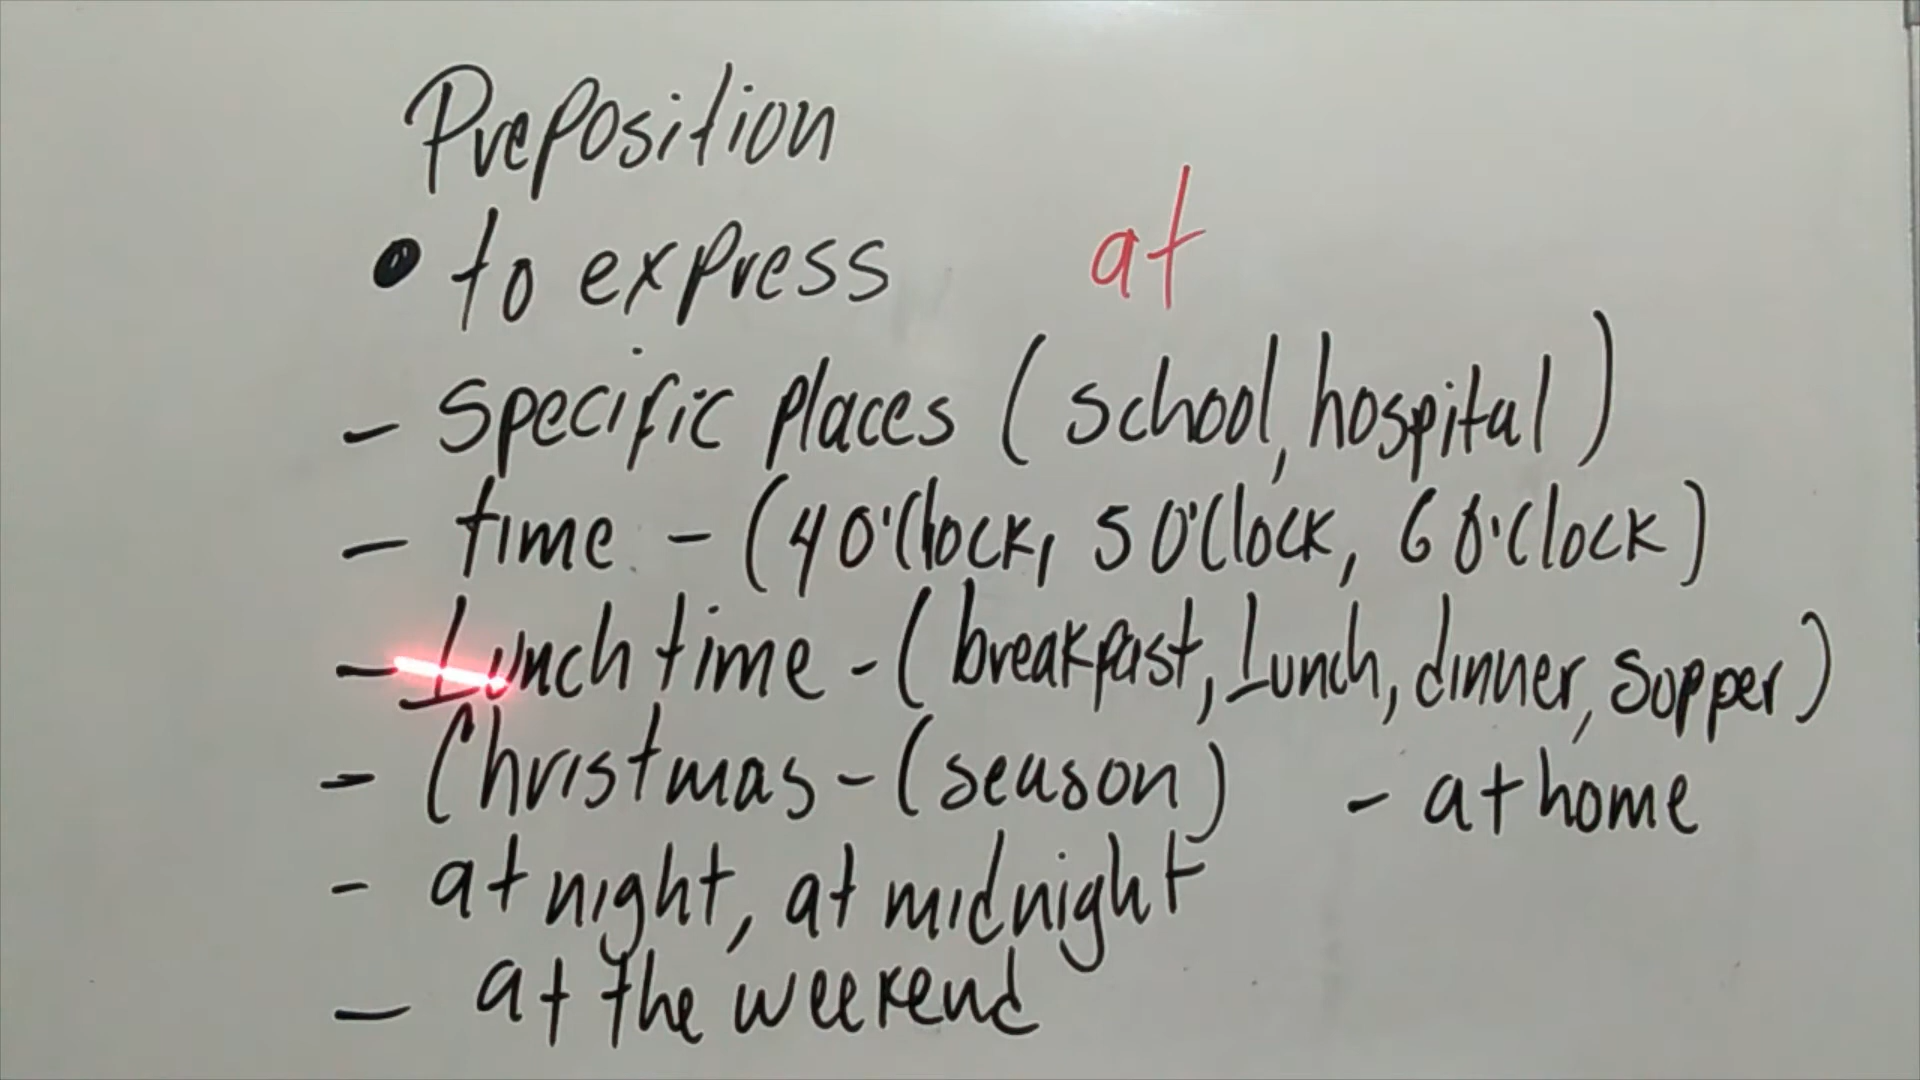 Preposition
• to express at
- specific places (school, hospital)
- time - (4 O'Clock, 5 O'Clock, 6 O'Clock)
- Lunch time - (breakfast, Lunch, dinner, sopper)
- Christmas - (season) - at home
- at night, at midnight
- at the weekend